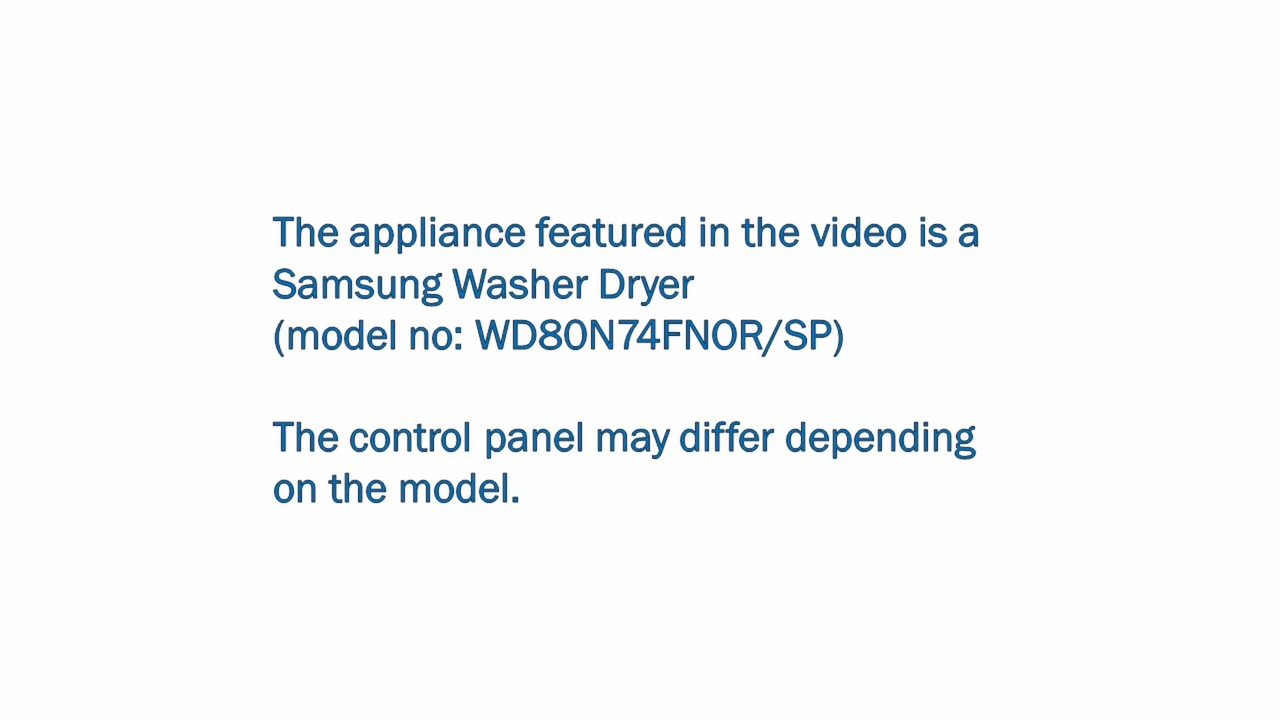 The appliance featured in the video is a
Samsung Washer Dryer
(model no: WD80N74FNOR/SP)
The control panel may differ depending
on the model.